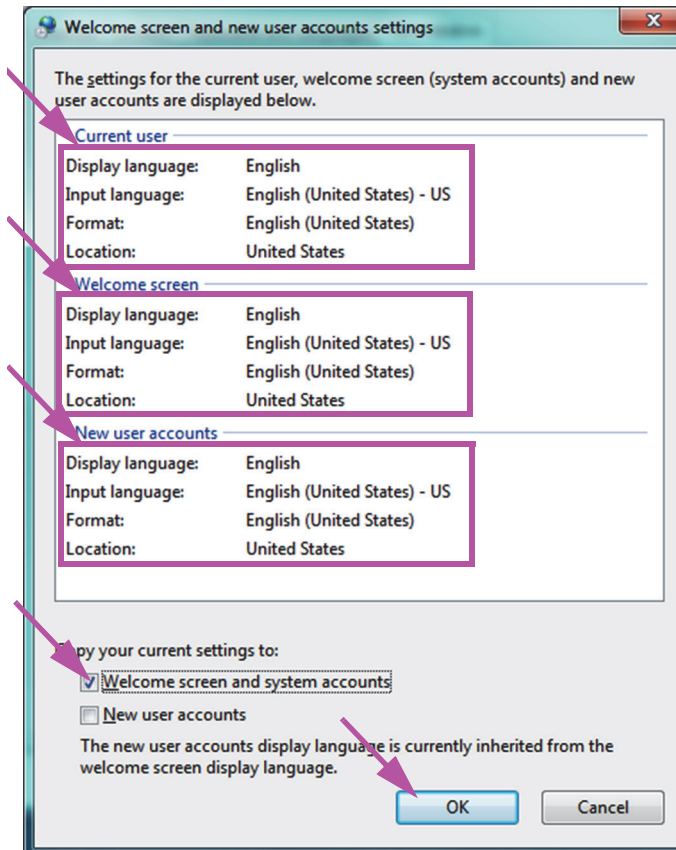 Welcome screen and new user accounts settings
The settings for the current user, welcome screen (system accounts) and new
user accounts are displayed below.
Current user
Display language: English
Input language: English (United States) - US
Format: English (United States)
Location: United States
Welcome screen
Display language: English
Input language: English (United States) - US
Format: English (United States)
Location: United States
New user accounts
Display language: English
Input language: English (United States) - US
Format: English (United States)
Location: United States
Copy your current settings to:
Welcome screen and system accounts
New user accounts
The new user accounts display language is currently inherited from the
welcome screen display language.
OK Cancel